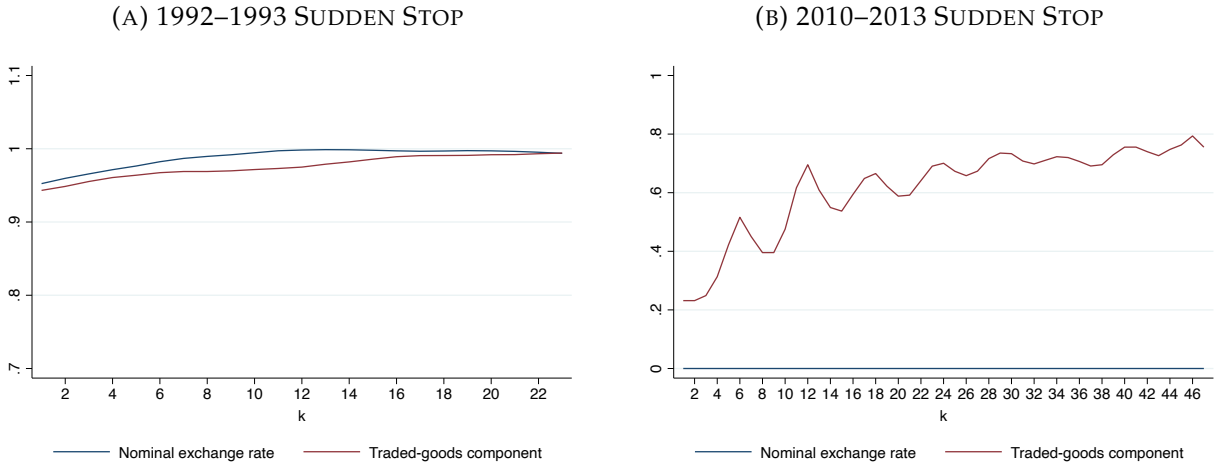 (A) 1992–1993 SUDDEN STOP
1.1
1
.9
.8
.7
2 4 6 8 10 12 14 16 18 20 22
k
Nominal exchange rate Traded-goods component
(B) 2010–2013 SUDDEN STOP
1
.8
.6
.4
.2
0
2 4 6 8 10 12 14 16 18 20 22 24 26 28 30 32 34 36 38 40 42 44 46
k
Nominal exchange rate Traded-goods component